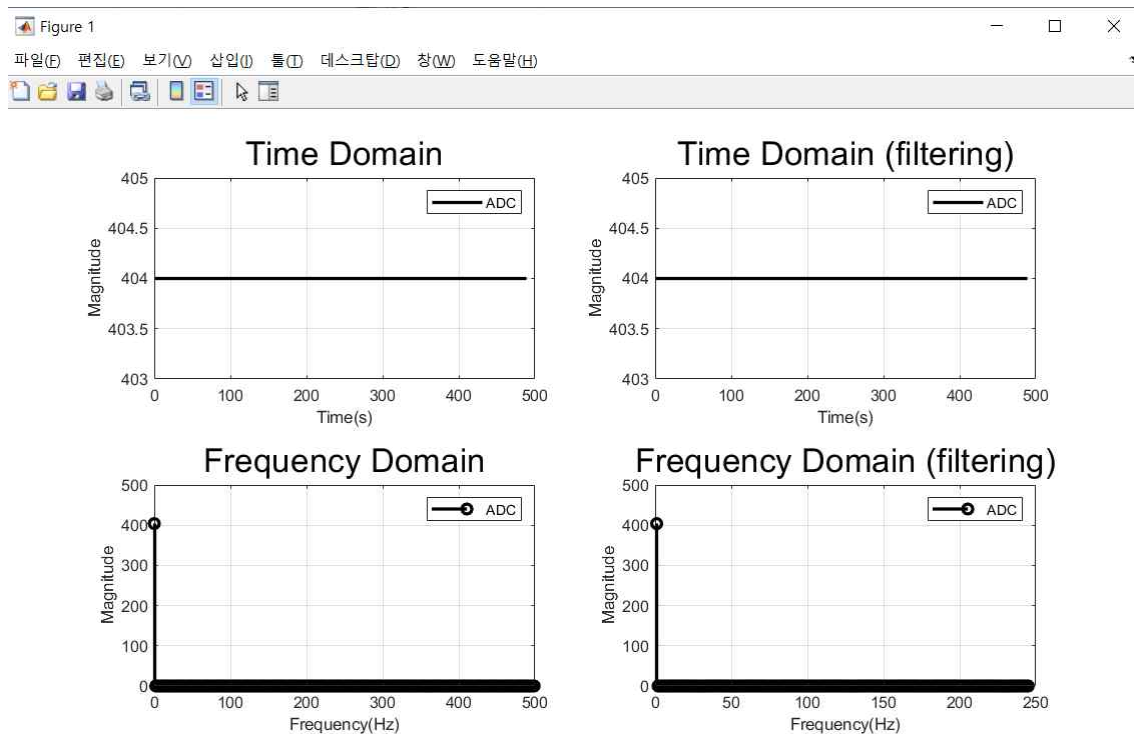 Figure 1
파일(F) 편집(E) 보기(V) 삽입(I) 툴(T) 데스크탑(D) 창(W) 도움말(H)
Time Domain
405
404.5
404
403.5
403
Magnitude
ADC
0 100 200 300 400 500
Time(s)
Time Domain (filtering)
405
404.5
404
403.5
403
Magnitude
ADC
0 100 200 300 400 500
Time(s)
Frequency Domain
500
400
300
200
100
0
Magnitude
ADC
0 100 200 300 400 500
Frequency(Hz)
Frequency Domain (filtering)
500
400
300
200
100
0
Magnitude
ADC
0 50 100 150 200 250
Frequency(Hz)